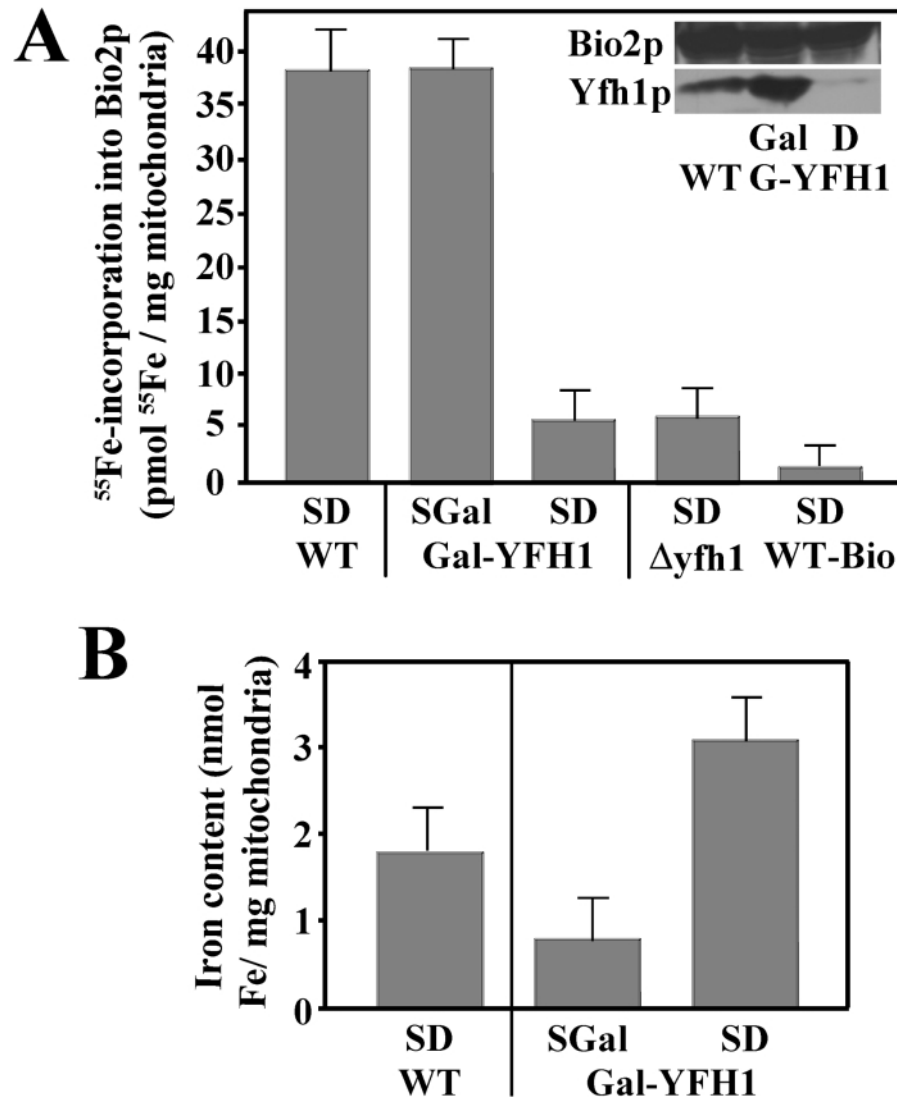 A
⁵⁵Fe-incorporation into Bio2p
(pmol ⁵⁵Fe / mg mitochondria)
40
35
30
25
20
15
10
5
0
Bio2p
Yfh1p
Gal D
WT G-YFH1
SD SGal SD SD SD
WT Gal-YFH1 Δyfh1 WT-Bio
B
Iron content (nmol
Fe/ mg mitochondria)
4
3
2
1
0
SD SGal SD
WT Gal-YFH1